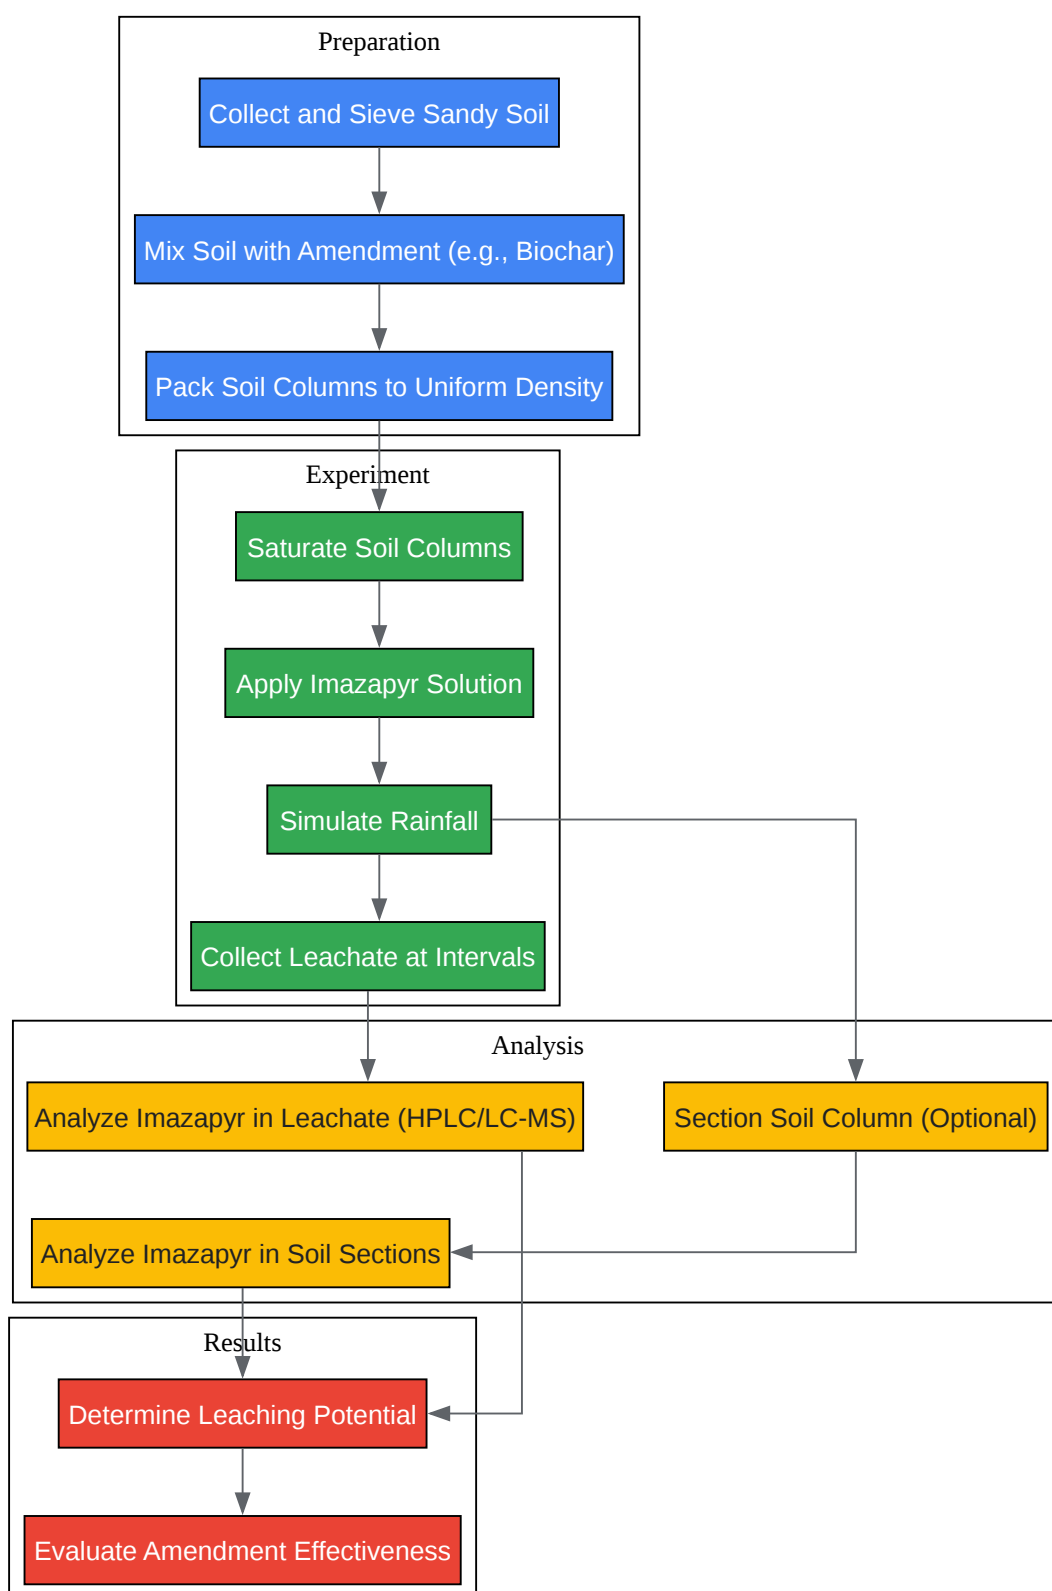 Preparation
Collect and Sieve Sandy Soil
Mix Soil with Amendment (e.g., Biochar)
Pack Soil Columns to Uniform Density
Experiment
Saturate Soil Columns
Apply Imazapyr Solution
Simulate Rainfall
Collect Leachate at Intervals
Analysis
Analyze Imazapyr in Leachate (HPLC/LC-MS)
Section Soil Column (Optional)
Analyze Imazapyr in Soil Sections
Results
Determine Leaching Potential
Evaluate Amendment Effectiveness